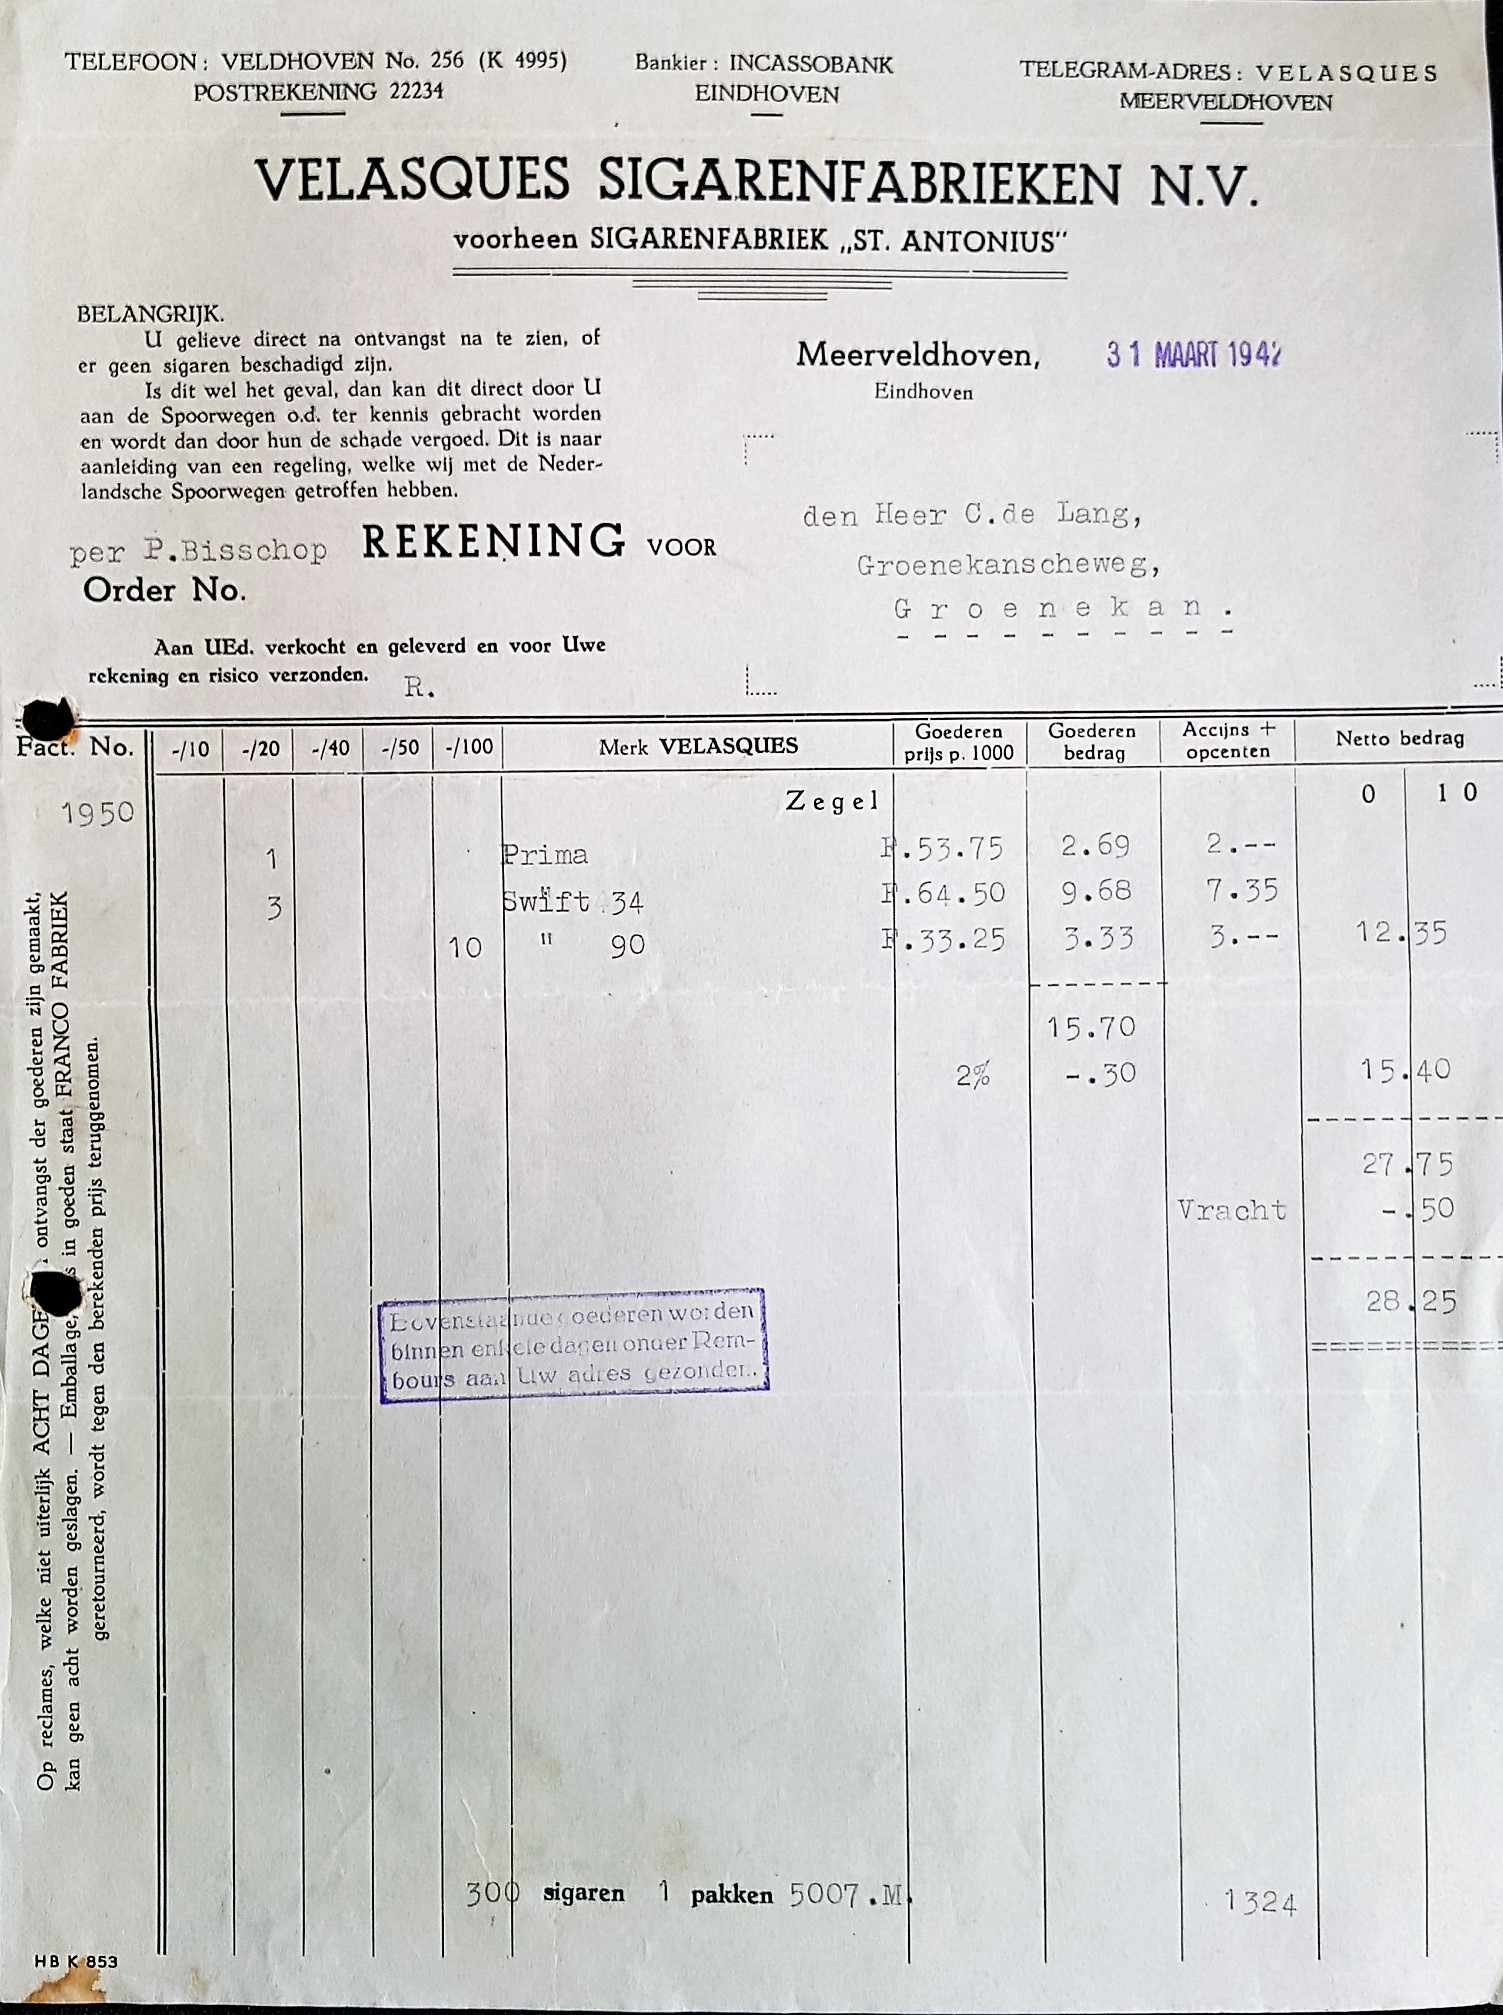 TELEFOON: VELDHOVEN No. 256 (K 4995)
POSTREKENING 22234
Bankier: INCASSOBANK
EINDHOVEN
TELEGRAM-ADRES: VELASQUES
MEERVELDHOVEN
VELASQUES SIGARENFABRIEKEN N.V.
voorheen SIGARENFABRIEK „ST. ANTONIUS"
BELANGRIJK.
U gelieve direct na ontvangst na te zien, of
er geen sigaren beschadigd zijn.
Is dit wel het geval, dan kan dit direct door U
aan de Spoorwegen o.d. ter kennis gebracht worden
en wordt dan door hun de schade vergoed. Dit is naar
aanleiding van een regeling, welke wij met de Neder-
landsche Spoorwegen getroffen hebben.
Meerveldhoven, 31 MAART 1942
Eindhoven
per P.Bisschop REKENING VOOR
Order No.
den Heer C.de Lang,
Groenekanscheweg,
Groenekan.
Aan UEd. verkocht en geleverd en voor Uwe
rekening en risico verzonden. R.
Fact. No. -/10 -/20 -/40 -/50 -/100 Merk VELASQUES Goederen prijs p. 1000 Goederen bedrag Accijns + opcenten Netto bedrag
1950 Zegel 0 10
1 Prima F.53.75 2.69 2.--
3 Swift 34 F.64.50 9.68 7.35
10 " 90 F.33.25 3.33 3.-- 12.35
15.70
2% -.30 15.40
27.75
Vracht -.50
28.25
Bovenstaande goederen worden
binnen enkele dagen onder Rem-
bours aan Uw adres gezonden.
Op reclames, welke niet uiterlijk ACHT DAGE ontvangst der goederen zijn gemaakt,
kan geen acht worden geslagen. — Emballage, in goeden staat FRANCO FABRIEK
geretourneerd, wordt tegen den berekenden prijs teruggenomen.
300 sigaren 1 pakken 5007.M. 1324
HB K 853